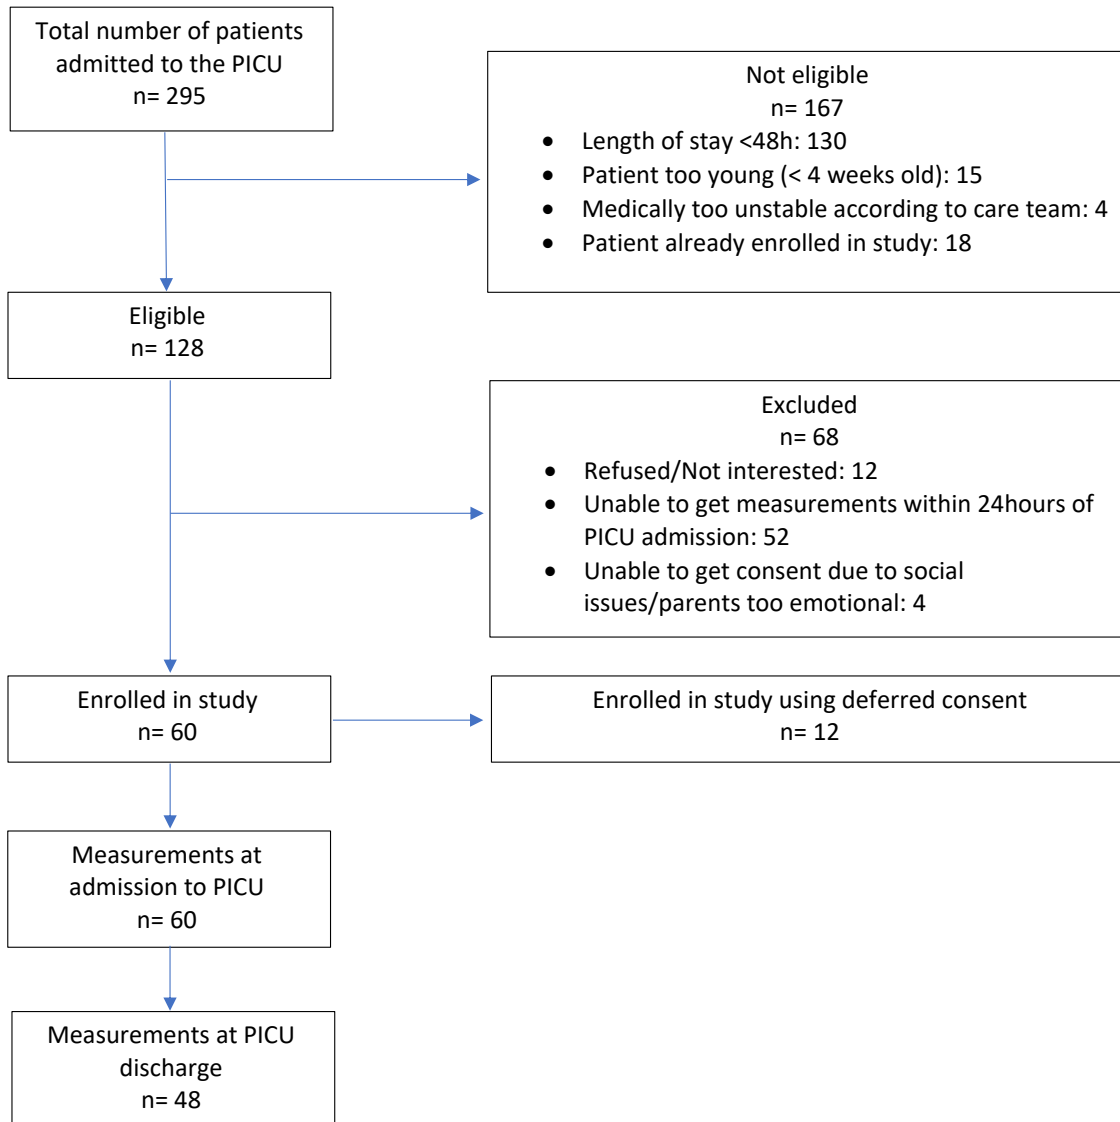 Total number of patients
admitted to the PICU
n= 295
Not eligible
n= 167
• Length of stay <48h: 130
• Patient too young (< 4 weeks old): 15
• Medically too unstable according to care team: 4
• Patient already enrolled in study: 18
Eligible
n= 128
Excluded
n= 68
• Refused/Not interested: 12
• Unable to get measurements within 24hours of
PICU admission: 52
• Unable to get consent due to social
issues/parents too emotional: 4
Enrolled in study
n= 60
Enrolled in study using deferred consent
n= 12
Measurements at
admission to PICU
n= 60
Measurements at PICU
discharge
n= 48